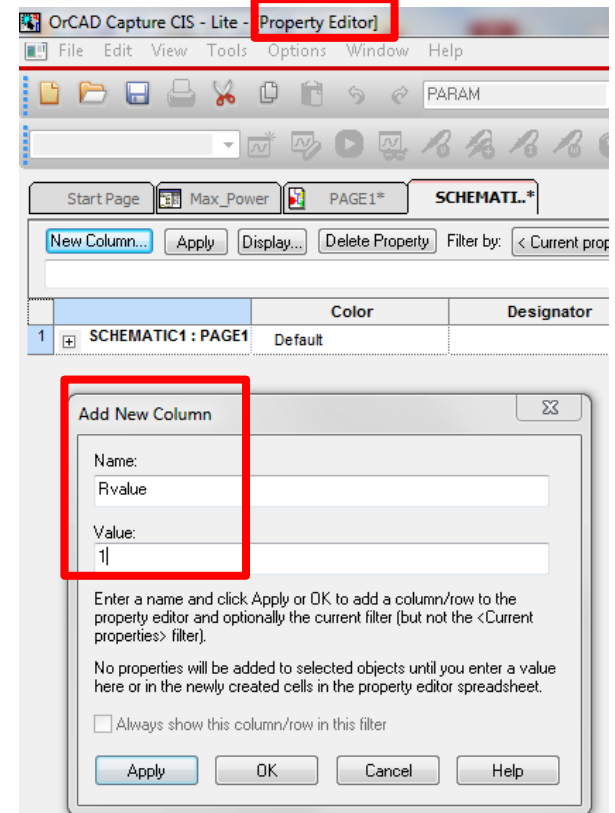 OrCAD Capture CIS - Lite - [Property Editor]
File Edit View Tools Options Window Help
PARAM
Start Page Max_Power PAGE1* SCHEMATI..*
New Column... Apply Display... Delete Property Filter by: < Current prop
Color Designator
1 SCHEMATIC1 : PAGE1 Default
Add New Column
Name:
Rvalue
Value:
1
Enter a name and click Apply or OK to add a column/row to the
property editor and optionally the current filter (but not the <Current
properties> filter).
No properties will be added to selected objects until you enter a value
here or in the newly created cells in the property editor spreadsheet.
Always show this column/row in this filter
Apply OK Cancel Help